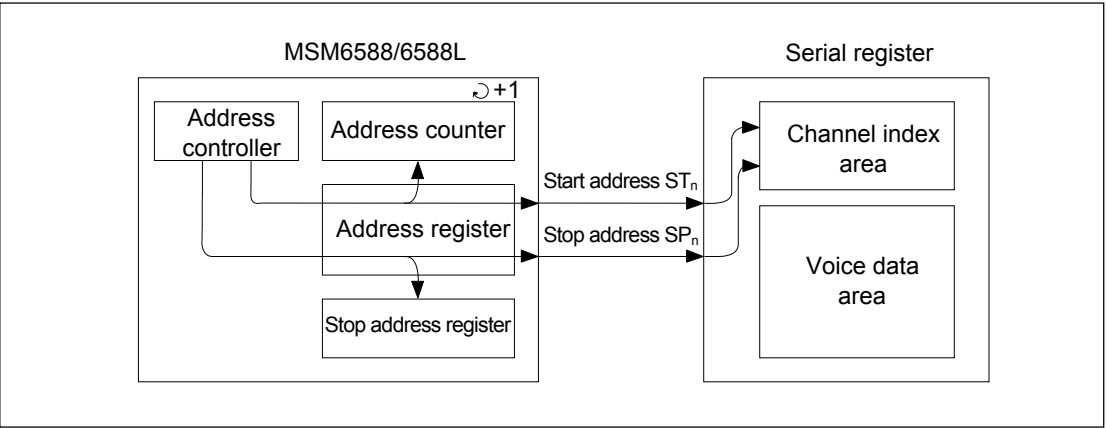 MSM6588/6588L
Serial register
↻+1
Address
controller
Address counter
Address register
Stop address register
Start address STn
Stop address SPn
Channel index
area
Voice data
area